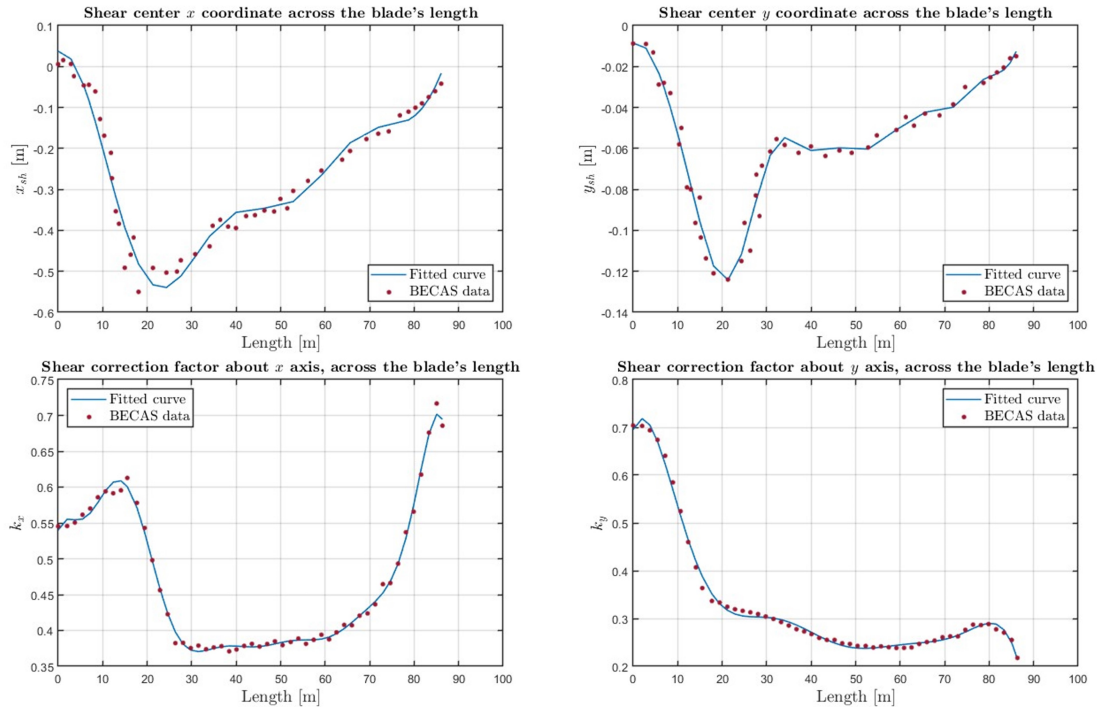 Shear center x coordinate across the blade's length
0.1
0
-0.1
-0.2
-0.3
-0.4
-0.5
-0.6
x_sh [m]
Fitted curve
BECAS data
0 10 20 30 40 50 60 70 80 90 100
Length [m]
Shear center y coordinate across the blade's length
0
-0.02
-0.04
-0.06
-0.08
-0.1
-0.12
-0.14
y_sh [m]
Fitted curve
BECAS data
0 10 20 30 40 50 60 70 80 90 100
Length [m]
Shear correction factor about x axis, across the blade's length
0.75
0.7
0.65
0.6
0.55
0.5
0.45
0.4
0.35
k_x
Fitted curve
BECAS data
0 10 20 30 40 50 60 70 80 90 100
Length [m]
Shear correction factor about y axis, across the blade's length
0.8
0.7
0.6
0.5
0.4
0.3
0.2
k_y
Fitted curve
BECAS data
0 10 20 30 40 50 60 70 80 90 100
Length [m]